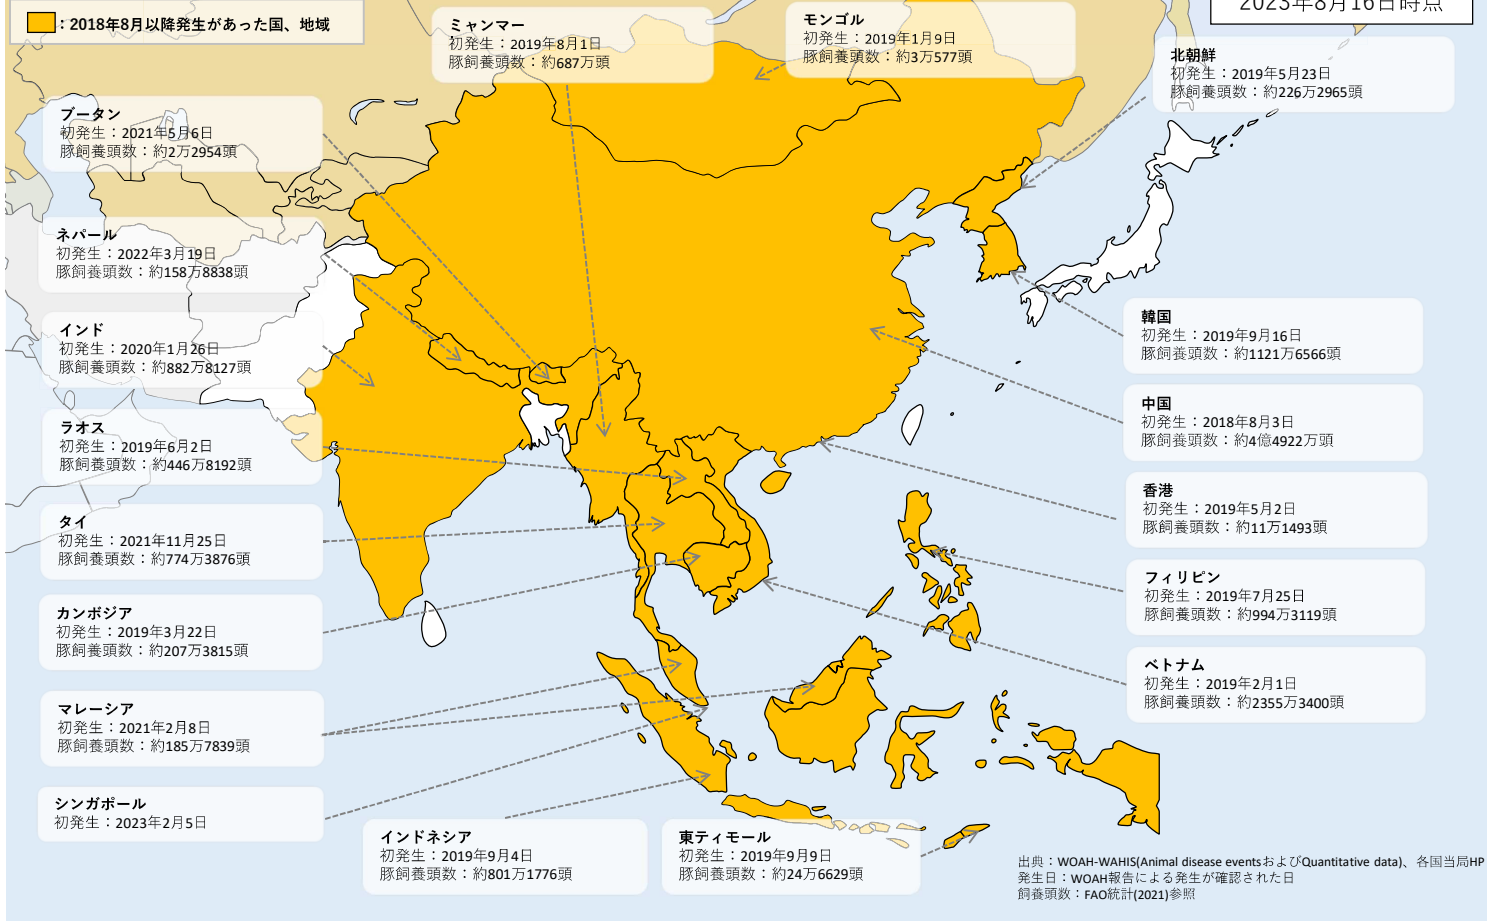 2023年8月16日時点
：2018年8月以降発生があった国、地域
ミャンマー
初発生：2019年8月1日
豚飼養頭数：約687万頭
モンゴル
初発生：2019年1月9日
豚飼養頭数：約3万577頭
北朝鮮
初発生：2019年5月23日
豚飼養頭数：約226万2965頭
ブータン
初発生：2021年5月6日
豚飼養頭数：約2万2954頭
ネパール
初発生：2022年3月19日
豚飼養頭数：約158万8838頭
インド
初発生：2020年1月26日
豚飼養頭数：約882万8127頭
ラオス
初発生：2019年6月2日
豚飼養頭数：約446万8192頭
タイ
初発生：2021年11月25日
豚飼養頭数：約774万3876頭
カンボジア
初発生：2019年3月22日
豚飼養頭数：約207万3815頭
マレーシア
初発生：2021年2月8日
豚飼養頭数：約185万7839頭
シンガポール
初発生：2023年2月5日
インドネシア
初発生：2019年9月4日
豚飼養頭数：約801万1776頭
東ティモール
初発生：2019年9月9日
豚飼養頭数：約24万6629頭
韓国
初発生：2019年9月16日
豚飼養頭数：約1121万6566頭
中国
初発生：2018年8月3日
豚飼養頭数：約4億4922万頭
香港
初発生：2019年5月2日
豚飼養頭数：約11万1493頭
フィリピン
初発生：2019年7月25日
豚飼養頭数：約994万3119頭
ベトナム
初発生：2019年2月1日
豚飼養頭数：約2355万3400頭
出典：WOAH-WAHIS(Animal disease eventsおよびQuantitative data)、各国当局HP
発生日：WOAH報告による発生が確認された日
飼養頭数：FAO統計(2021)参照